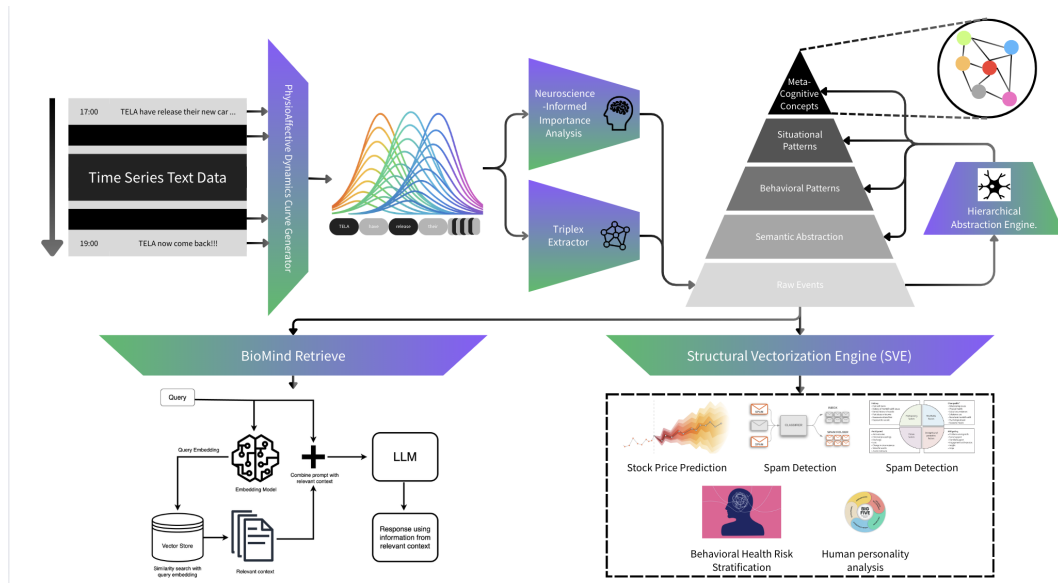 17:00 TELA have release their new car ...
Time Series Text Data
19:00 TELA now come back!!!
PhysioAffective Dynamics Curve Generator
TELA have release their
Neuroscience
-Informed
Importance
Analysis
Triplex
Extractor
Meta-
Cognitive
Concepts
Situational
Patterns
Behavioral Patterns
Semantic Abstraction
Raw Events
Hierarchical
Abstraction Engine.
BioMind Retrieve
Structural Vectorization Engine (SVE)
Query
Query Embedding
Embedding Model
Combine prompt with
relevant context
LLM
Vector Store
Similarity search with
query embedding
Relevant context
Response using
information from
relevant context
CLASSIFIER
Stock Price Prediction
Spam Detection
Spam Detection
BIG
FIVE
Behavioral Health Risk
Stratification
Human personality
analysis